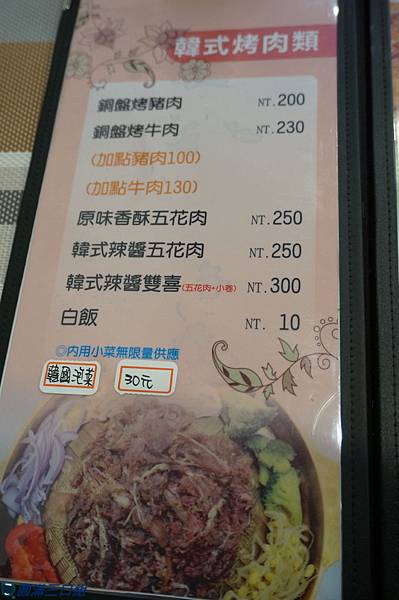 韓式烤肉類
銅盤烤豬肉 NT.200
銅盤烤牛肉 NT.230
(加點豬肉100)
(加點牛肉130)
原味香酥五花肉 NT.250
韓式辣醬五花肉 NT.250
韓式辣醬雙喜(五花肉+小卷) NT.300
白飯 NT. 10
◎內用小菜無限量供應
韓國泡菜 30元